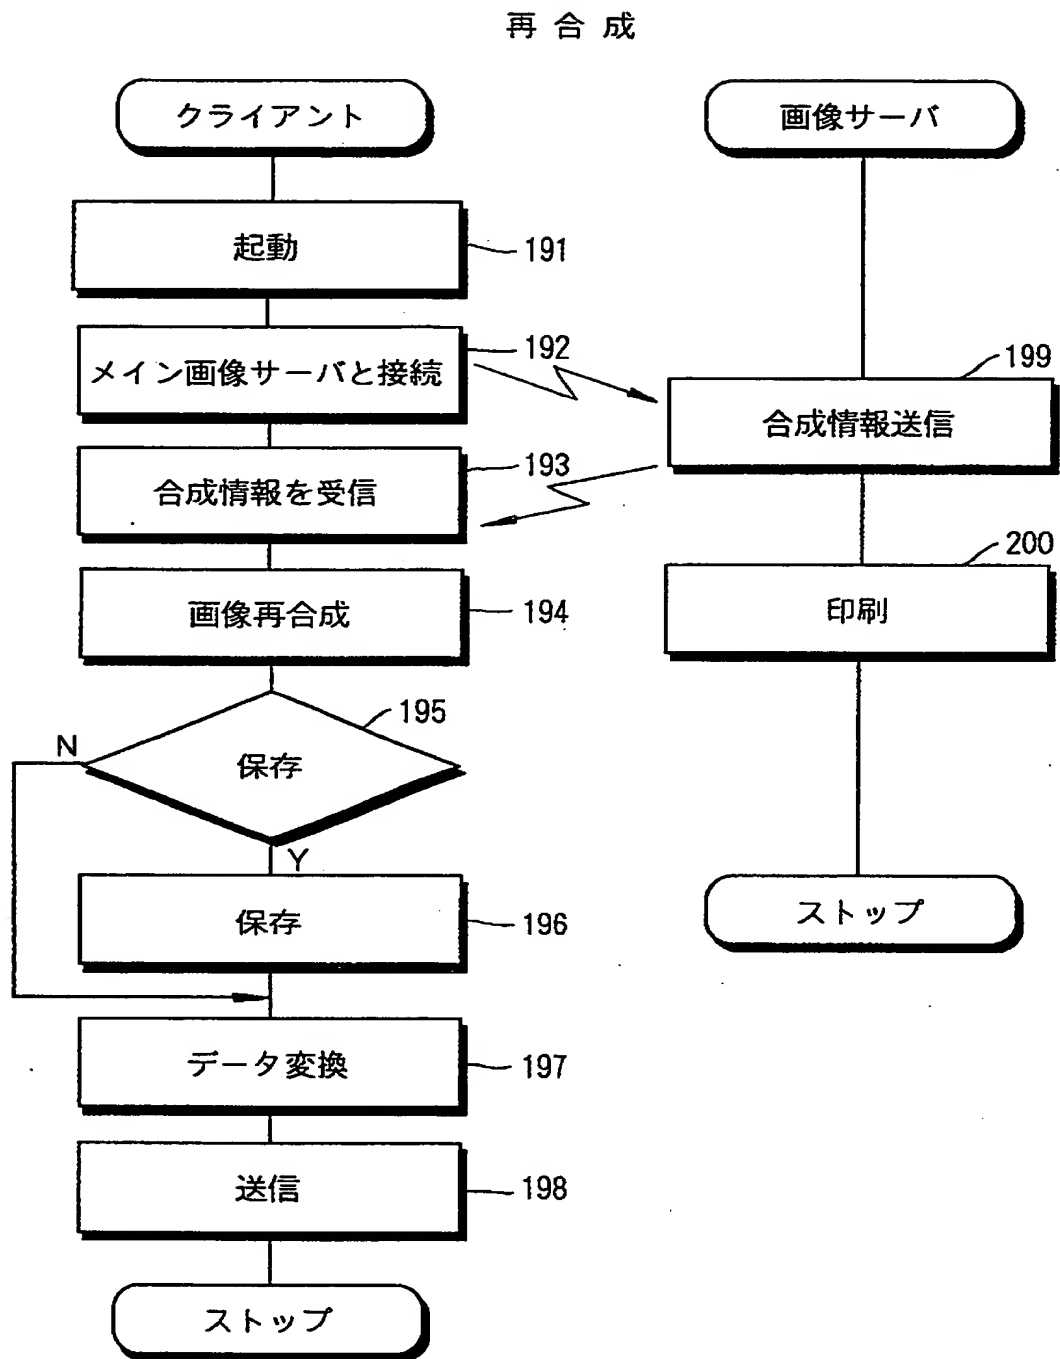 再合成
クライアント
起動
191
メイン画像サーバと接続
192
合成情報を受信
193
画像再合成
194
保存
195
N
Y
保存
196
データ変換
197
送信
198
ストップ
画像サーバ
合成情報送信
199
印刷
200
ストップ